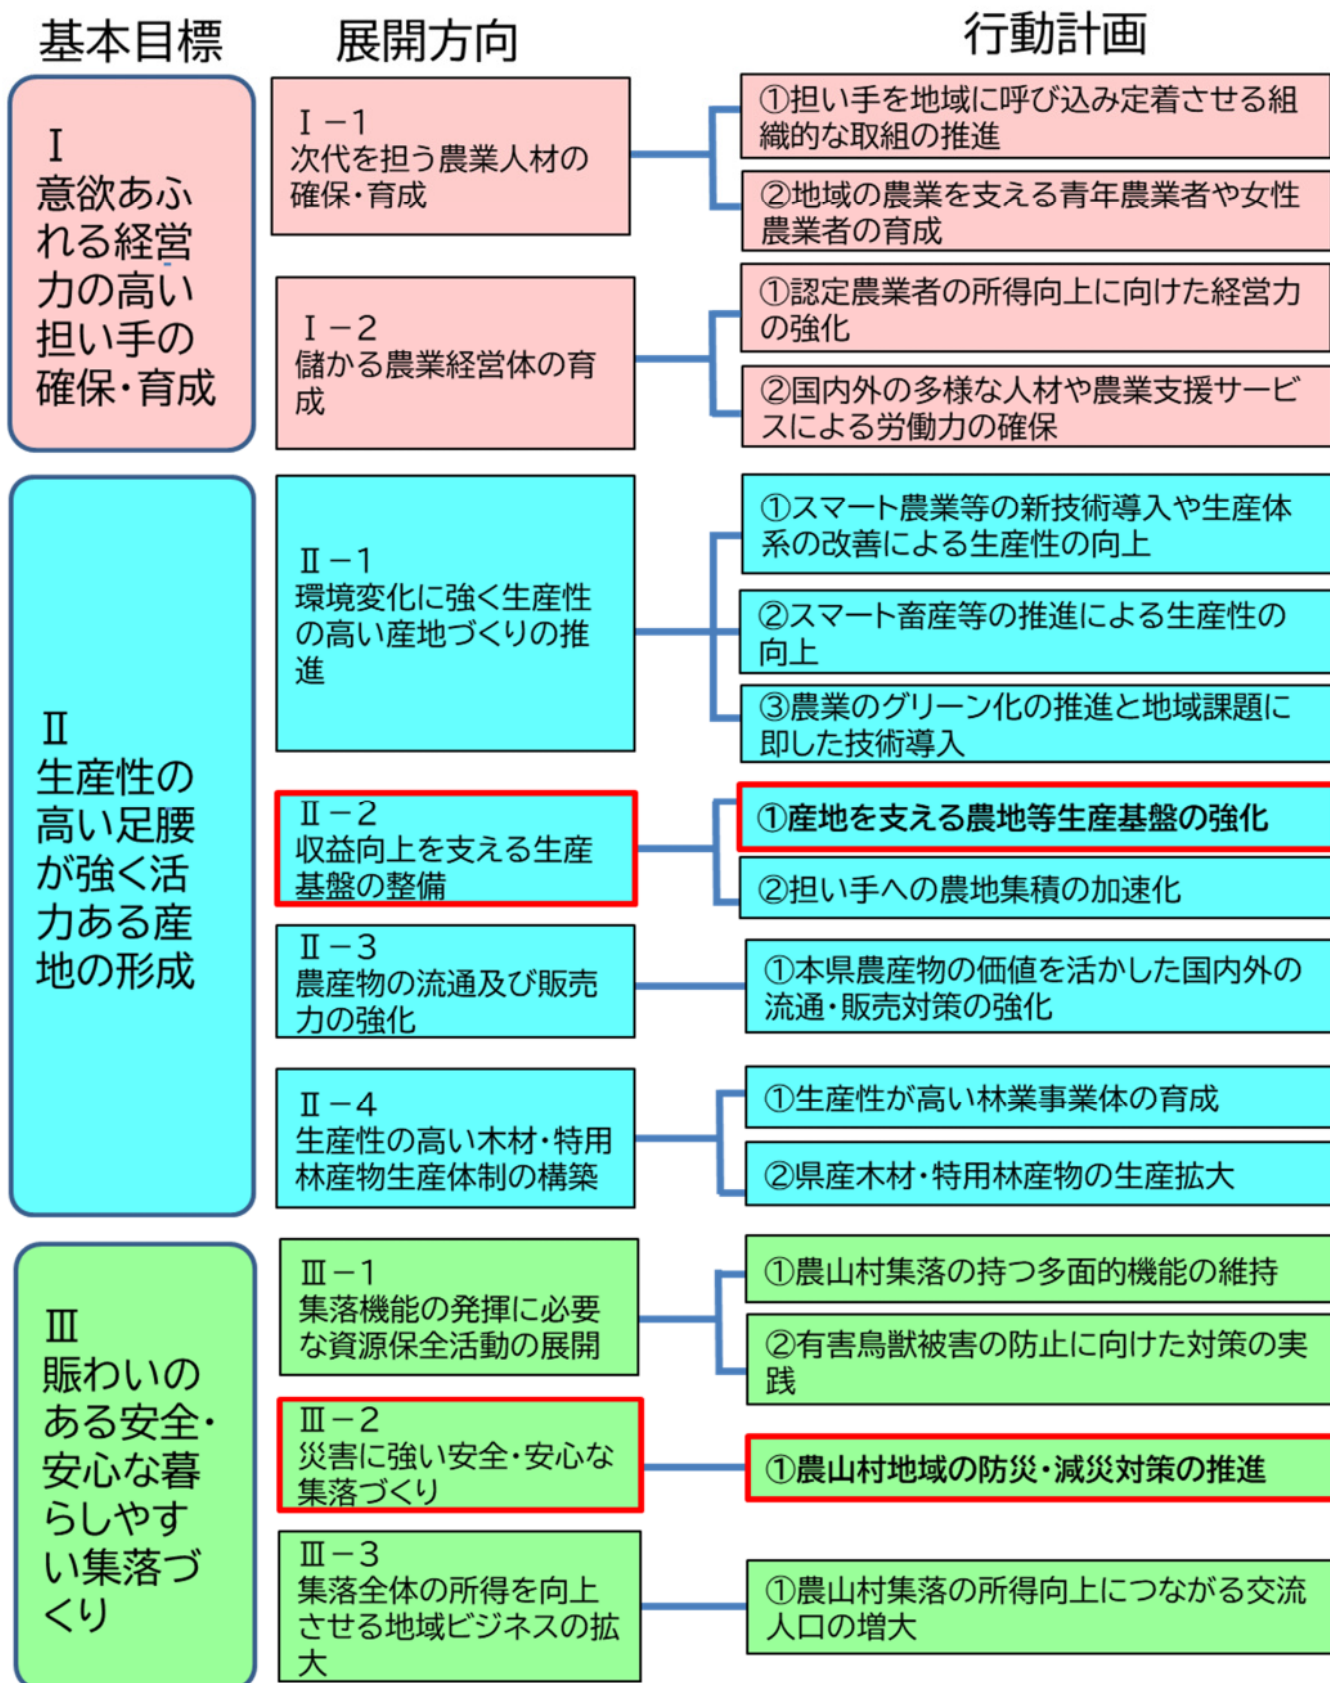 基本目標
展開方向
行動計画
Ⅰ
意欲あふ
れる経営
力の高い
担い手の
確保・育成
Ⅰ－1
次代を担う農業人材の
確保・育成
①担い手を地域に呼び込み定着させる組
織的な取組の推進
②地域の農業を支える青年農業者や女性
農業者の育成
Ⅰ－2
儲かる農業経営体の育
成
①認定農業者の所得向上に向けた経営力
の強化
②国内外の多様な人材や農業支援サービ
スによる労働力の確保
Ⅱ
生産性の
高い足腰
が強く活
力ある産
地の形成
Ⅱ－1
環境変化に強く生産性
の高い産地づくりの推
進
①スマート農業等の新技術導入や生産体
系の改善による生産性の向上
②スマート畜産等の推進による生産性の
向上
③農業のグリーン化の推進と地域課題に
即した技術導入
Ⅱ－2
収益向上を支える生産
基盤の整備
①産地を支える農地等生産基盤の強化
②担い手への農地集積の加速化
Ⅱ－3
農産物の流通及び販売
力の強化
①本県農産物の価値を活かした国内外の
流通・販売対策の強化
Ⅱ－4
生産性の高い木材・特用
林産物生産体制の構築
①生産性が高い林業事業体の育成
②県産木材・特用林産物の生産拡大
Ⅲ
賑わいの
ある安全・
安心な暮
らしやす
い集落づ
くり
Ⅲ－1
集落機能の発揮に必要
な資源保全活動の展開
①農山村集落の持つ多面的機能の維持
②有害鳥獣被害の防止に向けた対策の実
践
Ⅲ－2
災害に強い安全・安心な
集落づくり
①農山村地域の防災・減災対策の推進
Ⅲ－3
集落全体の所得を向上
させる地域ビジネスの拡
大
①農山村集落の所得向上につながる交流
人口の増大